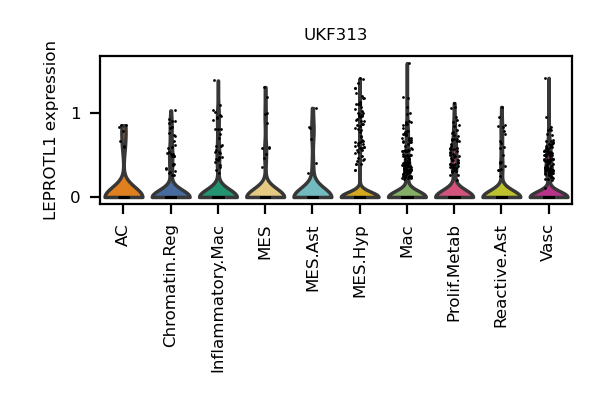 UKF313
LEPROTL1 expression
1
0
AC
Chromatin.Reg
Inflammatory.Mac
MES
MES.Ast
MES.Hyp
Mac
Prolif.Metab
Reactive.Ast
Vasc